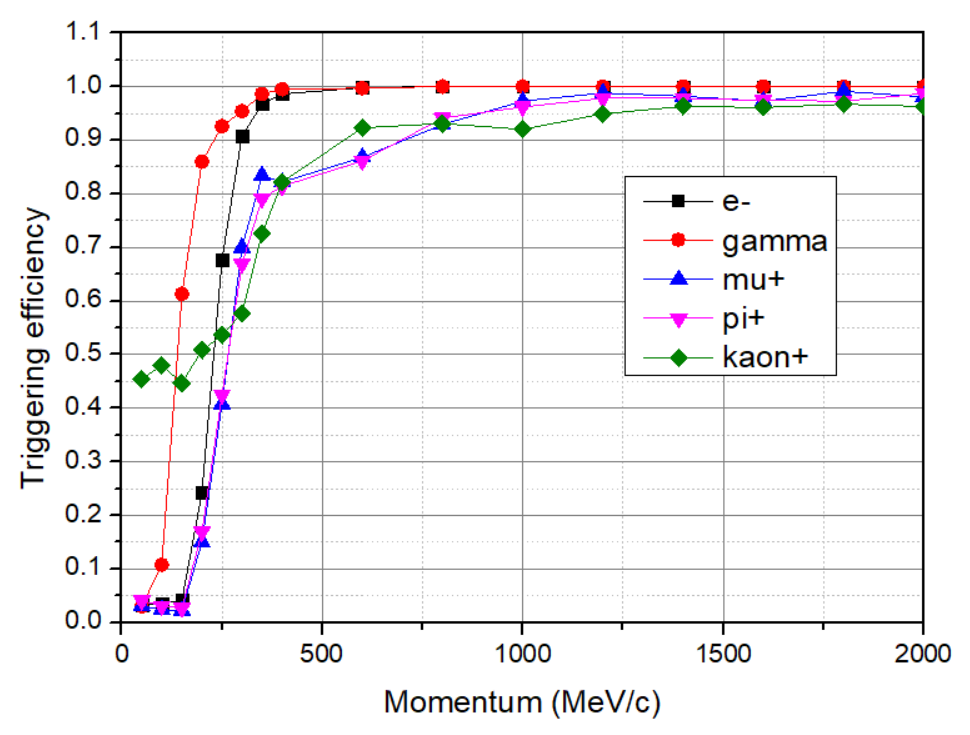 1.1
1.0
0.9
0.8
0.7
0.6
0.5
0.4
0.3
0.2
0.1
0.0
Triggering efficiency
e-
gamma
mu+
pi+
kaon+
0 500 1000 1500 2000
Momentum (MeV/c)